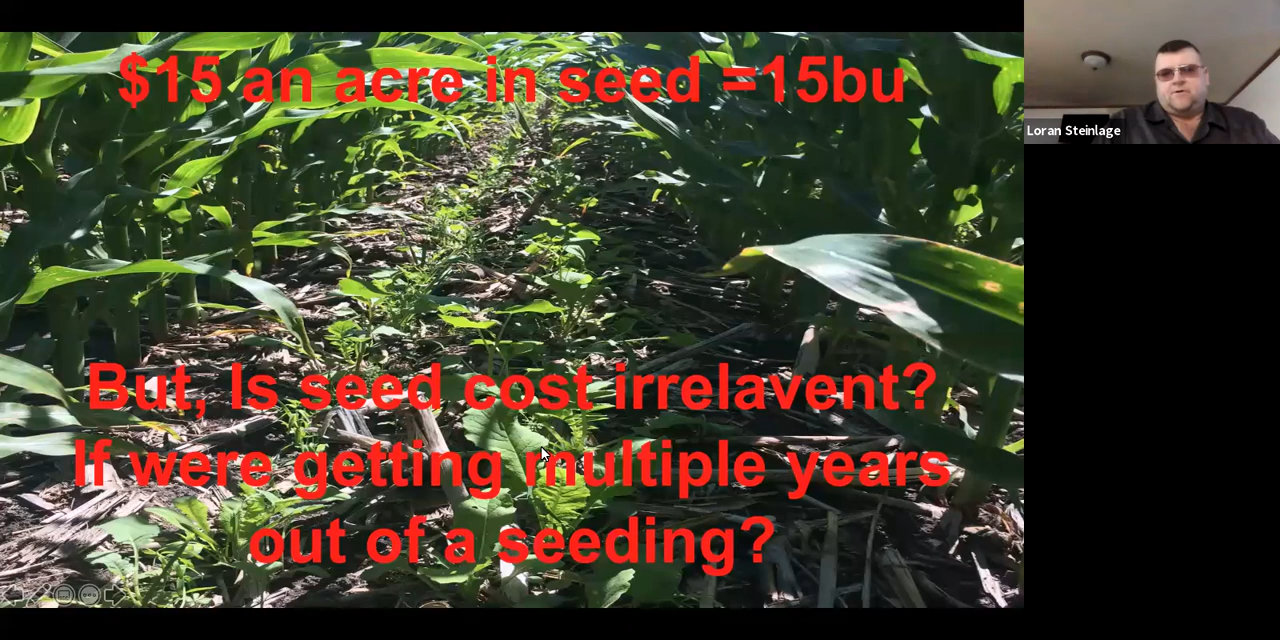 $15 an acre in seed =15bu
Loran Steinlage
But, Is seed cost irrelavent?
If were getting multiple years
out of a seeding?